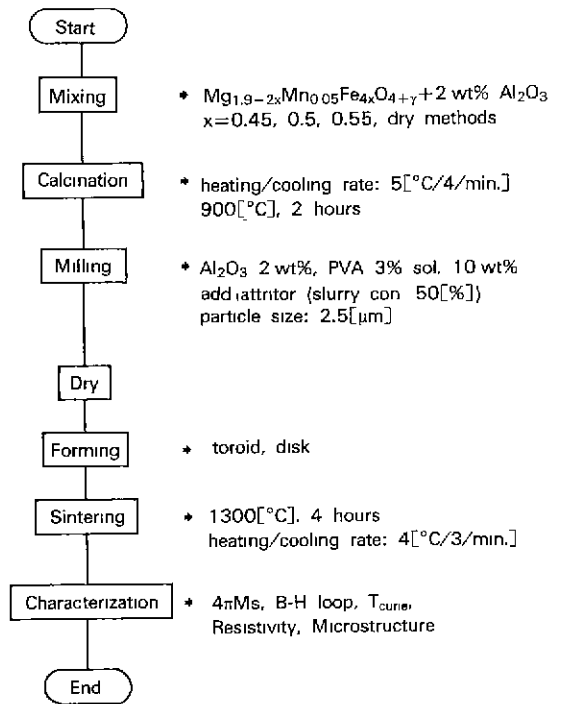 Start
Mixing
* Mg1.9−2xMn0 05Fe4xO4+γ+2 wt% Al2O3
x=0.45, 0.5, 0.55, dry methods
Calcination
* heating/cooling rate: 5[°C/4/min.]
900[°C], 2 hours
Milling
* Al2O3 2 wt%, PVA 3% sol. 10 wt%
add attritor (slurry con 50[%])
particle size: 2.5[μm]
Dry
Forming
* toroid, disk
Sintering
* 1300[°C]. 4 hours
heating/cooling rate: 4[°C/3/min.]
Characterization
* 4πMs, B-H loop, Tcurie,
Resistivity, Microstructure
End